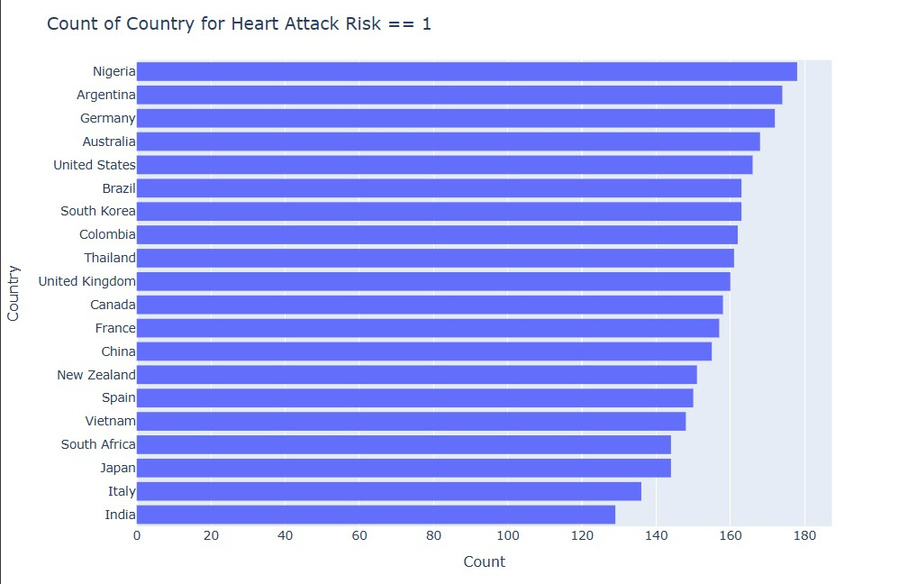 Count of Country for Heart Attack Risk == 1
Country
Nigeria
Argentina
Germany
Australia
United States
Brazil
South Korea
Colombia
Thailand
United Kingdom
Canada
France
China
New Zealand
Spain
Vietnam
South Africa
Japan
Italy
India
0 20 40 60 80 100 120 140 160 180
Count